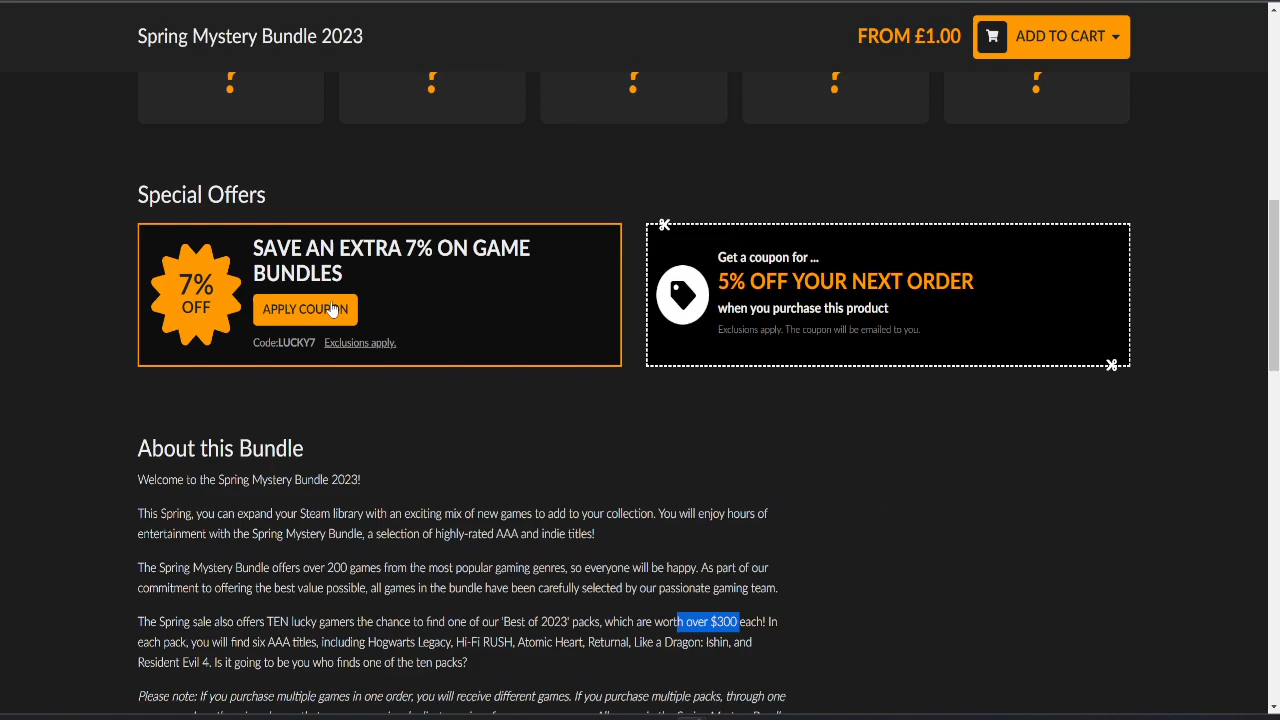 Spring Mystery Bundle 2023
FROM £1.00
ADD TO CART
? ? ? ? ?
Special Offers
7%
OFF
SAVE AN EXTRA 7% ON GAME
BUNDLES
APPLY COUPON
Code:LUCKY7 Exclusions apply.
Get a coupon for ...
5% OFF YOUR NEXT ORDER
when you purchase this product
Exclusions apply. The coupon will be emailed to you.
About this Bundle
Welcome to the Spring Mystery Bundle 2023!
This Spring, you can expand your Steam library with an exciting mix of new games to add to your collection. You will enjoy hours of
entertainment with the Spring Mystery Bundle, a selection of highly-rated AAA and indie titles!
The Spring Mystery Bundle offers over 200 games from the most popular gaming genres, so everyone will be happy. As part of our
commitment to offering the best value possible, all games in the bundle have been carefully selected by our passionate gaming team.
The Spring sale also offers TEN lucky gamers the chance to find one of our 'Best of 2023' packs, which are worth over $300 each! In
each pack, you will find six AAA titles, including Hogwarts Legacy, Hi-Fi RUSH, Atomic Heart, Returnal, Like a Dragon: Ishin, and
Resident Evil 4. Is it going to be you who finds one of the ten packs?
Please note: If you purchase multiple games in one order, you will receive different games. If you purchase multiple packs, through one